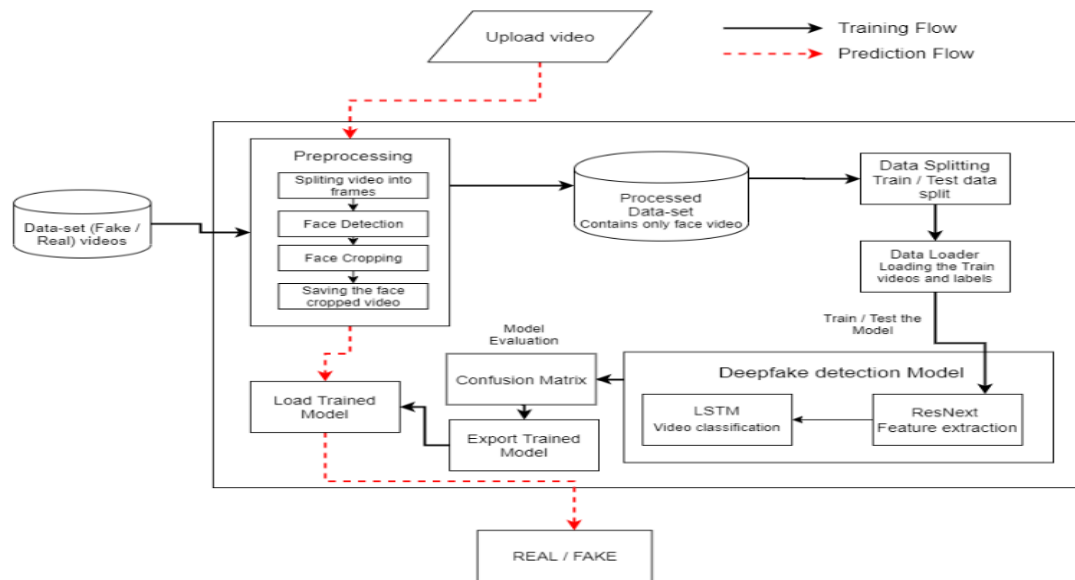 Upload video
Training Flow
Prediction Flow
Preprocessing
Spliting video into
frames
Face Detection
Face Cropping
Saving the face
cropped video
Data-set (Fake /
Real) videos
Processed
Data-set
Contains only face video
Data Splitting
Train / Test data
split
Data Loader
Loading the Train
videos and labels
Train / Test the
Model
Model
Evaluation
Confusion Matrix
Deepfake detection Model
LSTM
Video classification
ResNext
Feature extraction
Load Trained
Model
Export Trained
Model
REAL / FAKE